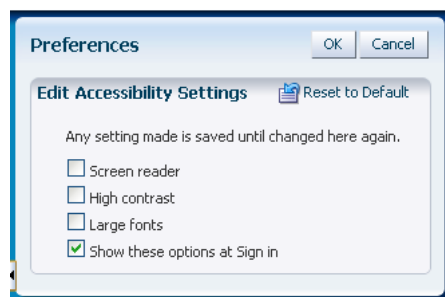 Preferences
OK
Cancel
Edit Accessibility Settings
Reset to Default
Any setting made is saved until changed here again.
Screen reader
High contrast
Large fonts
Show these options at Sign in